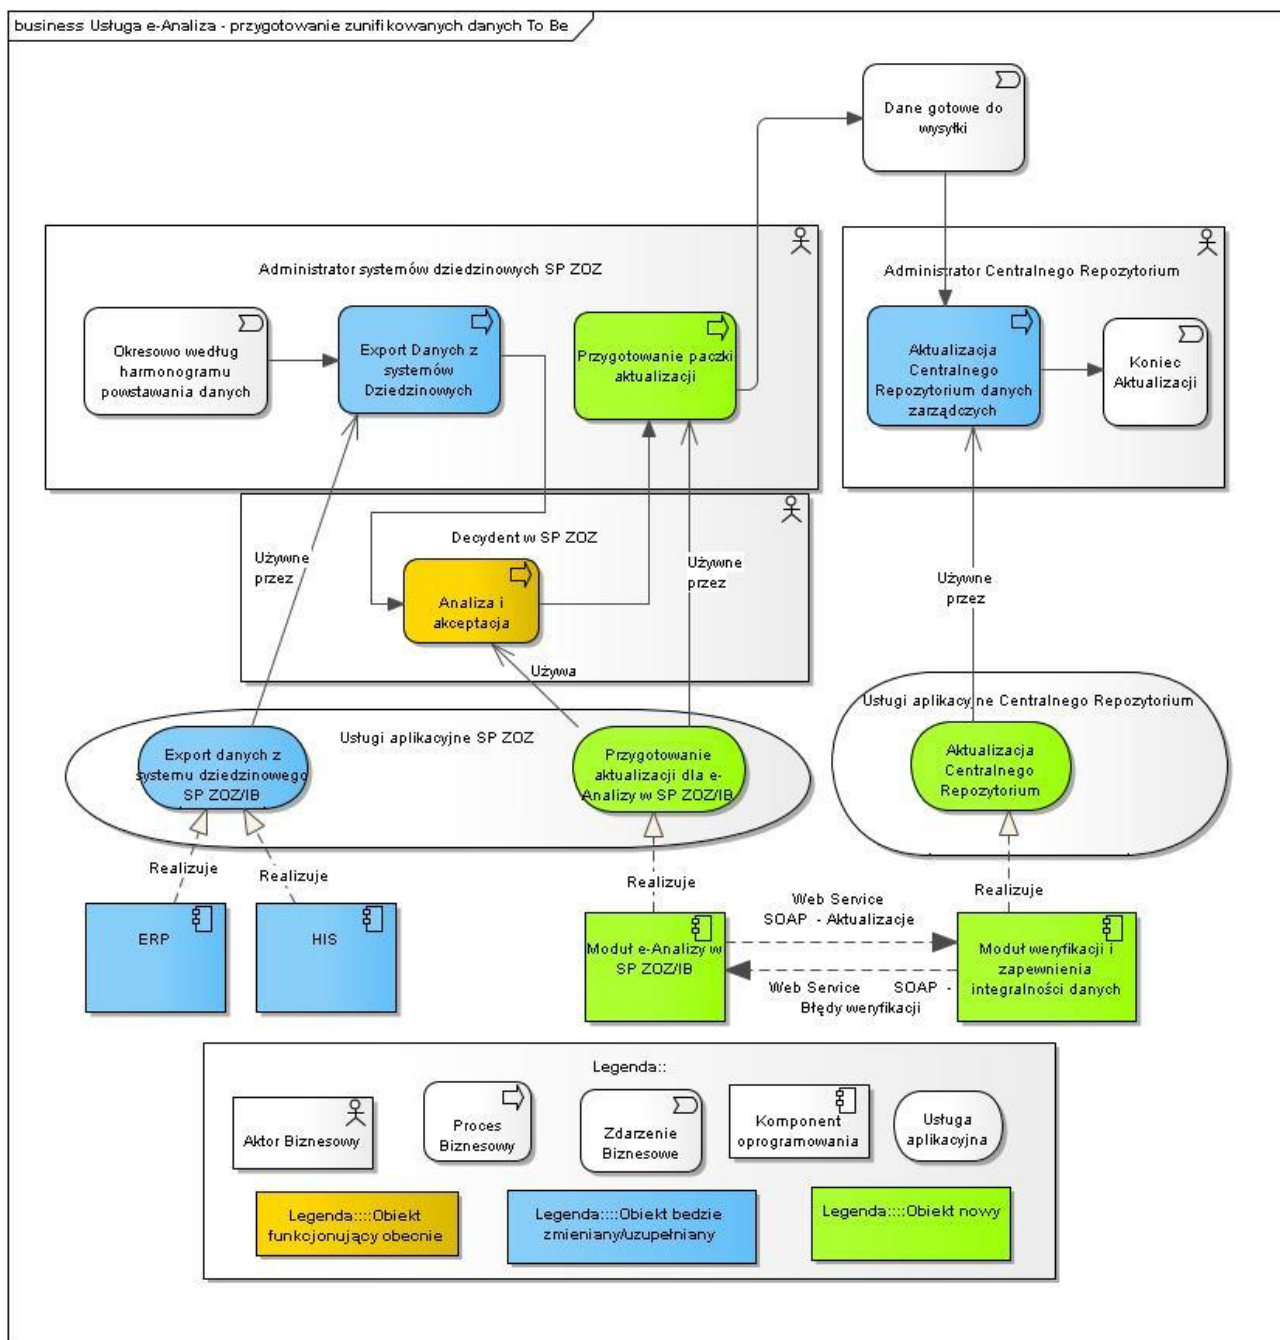 business Usługa e-Analiza - przygotowanie zunifikowanych danych To Be
Dane gotowe do
wysyłki
Administrator systemów dziedzinowych SP ZOZ
Okresowo według
harmonogramu
powstawania danych
Export Danych z
systemów
Dziedzinowych
Przygotowanie paczki
aktualizacji
Administrator Centralnego Repozytorium
Aktualizacja
Centralnego
Repozytorium danych
zarządczych
Koniec
Aktualizacji
Decydent w SP ZOZ
Analiza i
akceptacja
Używne
przez
Używne
przez
Używne
przez
Używa
Usługi aplikacyjne SP ZOZ
Export danych z
systemu dziedzinowego
SP ZOZ/IB
Przygotowanie
aktualizacji dla e-
Analizy w SP ZOZ/IB
Usługi aplikacyjne Centralnego Repozytorium
Aktualizacja
Centralnego
Repozytorium
Realizuje
Realizuje
Realizuje
Realizuje
ERP
HIS
Moduł e-Analizy w
SP ZOZ/IB
Web Service
SOAP - Aktualizacje
Web Service SOAP -
Błędy weryfikacji
Moduł weryfikacji i
zapewnienia
integralności danych
Legenda::
Aktor Biznesowy
Proces
Biznesowy
Zdarzenie
Biznesowe
Komponent
oprogramowania
Usługa
aplikacyjna
Legenda::::Obiekt
funkcjonujący obecnie
Legenda::::Obiekt bedzie
zmieniany/uzupełniany
Legenda::::Obiekt nowy